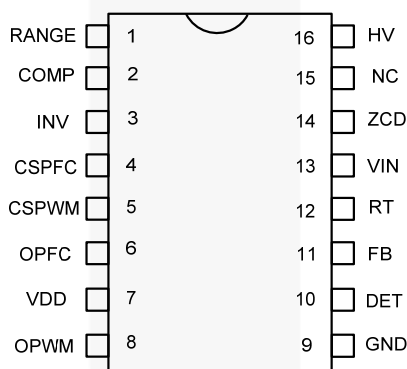 RANGE 1 16 HV
COMP 2 15 NC
INV 3 14 ZCD
CSPFC 4 13 VIN
CSPWM 5 12 RT
OPFC 6 11 FB
VDD 7 10 DET
OPWM 8 9 GND